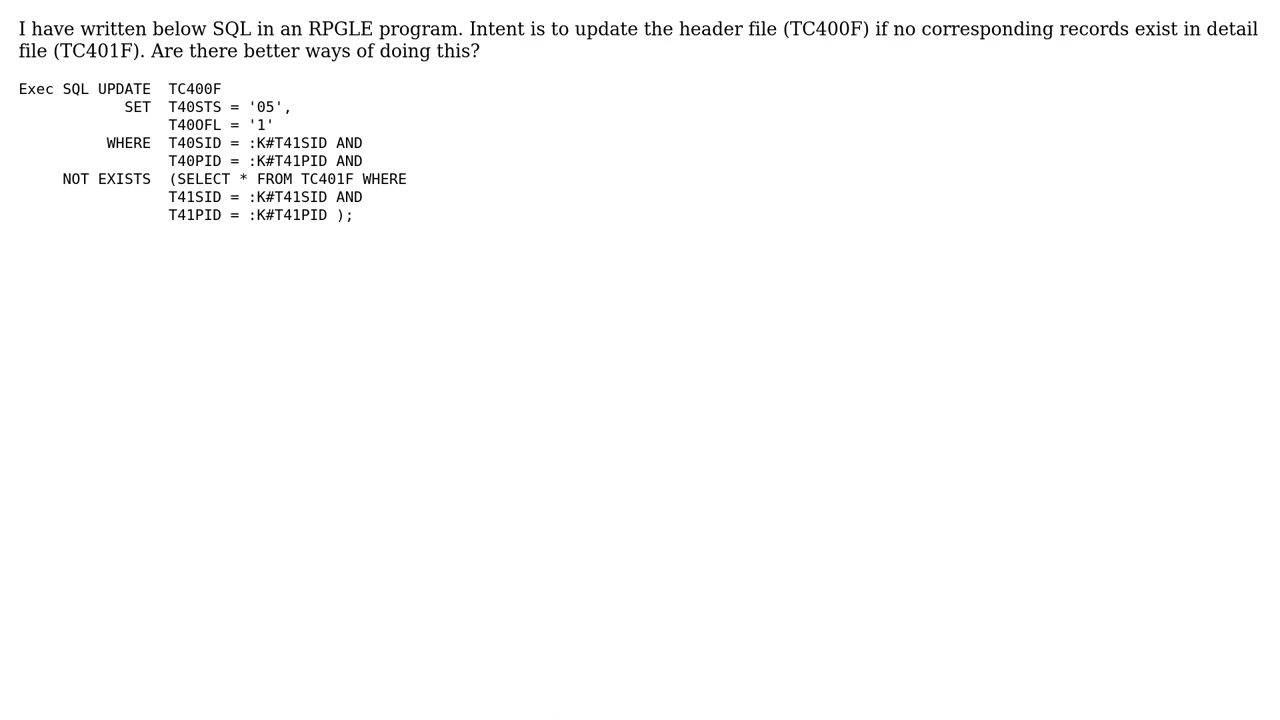 I have written below SQL in an RPGLE program. Intent is to update the header file (TC400F) if no corresponding records exist in detail
file (TC401F). Are there better ways of doing this?
Exec SQL UPDATE  TC400F
            SET  T40STS = '05',
                 T40OFL = '1'
          WHERE  T40SID = :K#T41SID AND
                 T40PID = :K#T41PID AND
     NOT EXISTS  (SELECT * FROM TC401F WHERE
                 T41SID = :K#T41SID AND
                 T41PID = :K#T41PID );